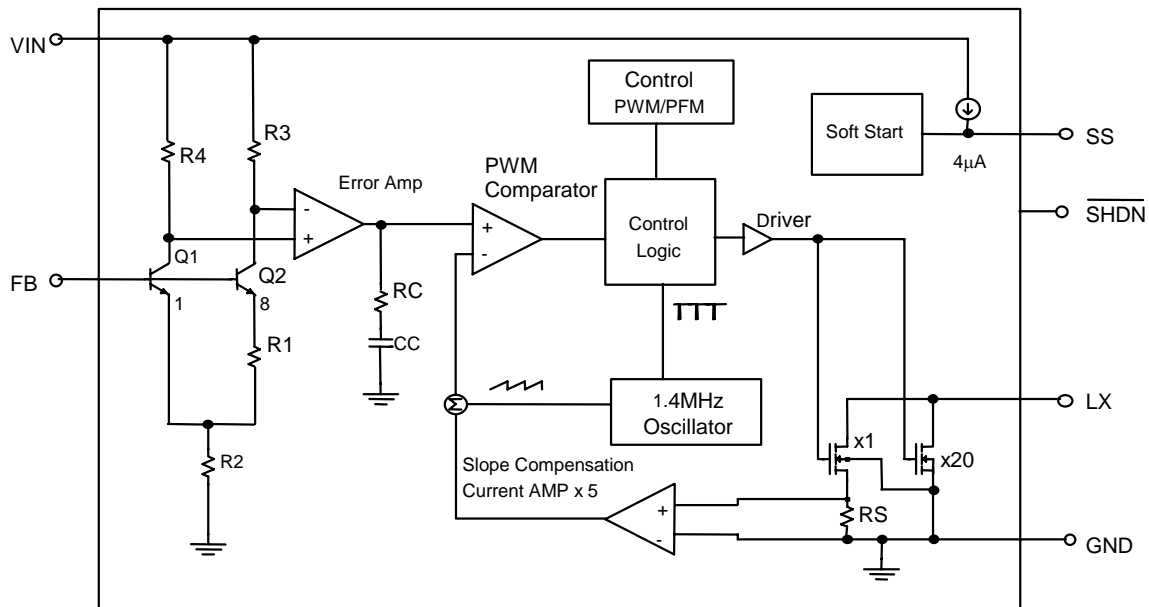 VIN
Control
PWM/PFM
Soft Start
SS
4μA
R4
R3
Error Amp
PWM
Comparator
Control
Logic
Driver
SHDN
-
+
+
-
Q1
Q2
FB
1
8
RC
CC
R1
1.4MHz
Oscillator
LX
Σ
x1
x20
R2
Slope Compensation
Current AMP x 5
+
-
RS
GND